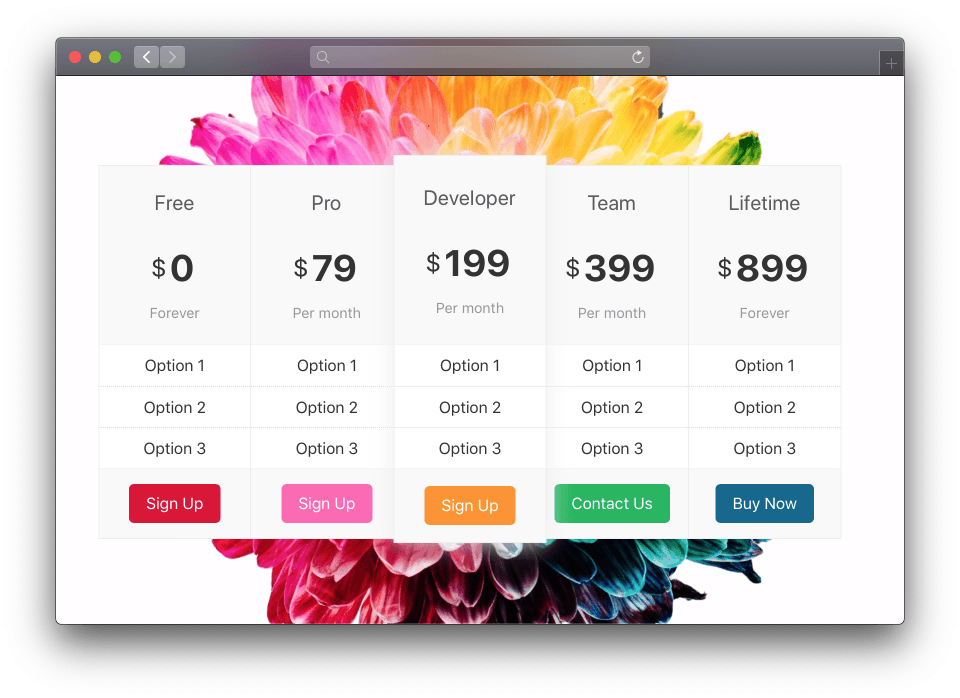 Free
$0
Forever
Option 1
Option 2
Option 3
Sign Up
Pro
$79
Per month
Option 1
Option 2
Option 3
Sign Up
Developer
$199
Per month
Option 1
Option 2
Option 3
Sign Up
Team
$399
Per month
Option 1
Option 2
Option 3
Contact Us
Lifetime
$899
Forever
Option 1
Option 2
Option 3
Buy Now